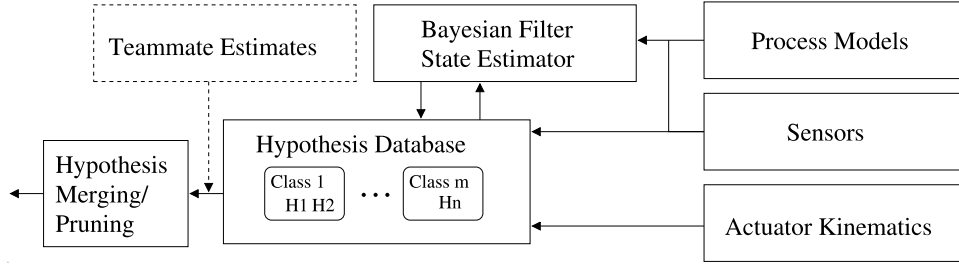 Teammate Estimates
Bayesian Filter
State Estimator
Process Models
Sensors
Actuator Kinematics
Hypothesis Database
Class 1
H1 H2
• • •
Class m
Hn
Hypothesis
Merging/
Pruning